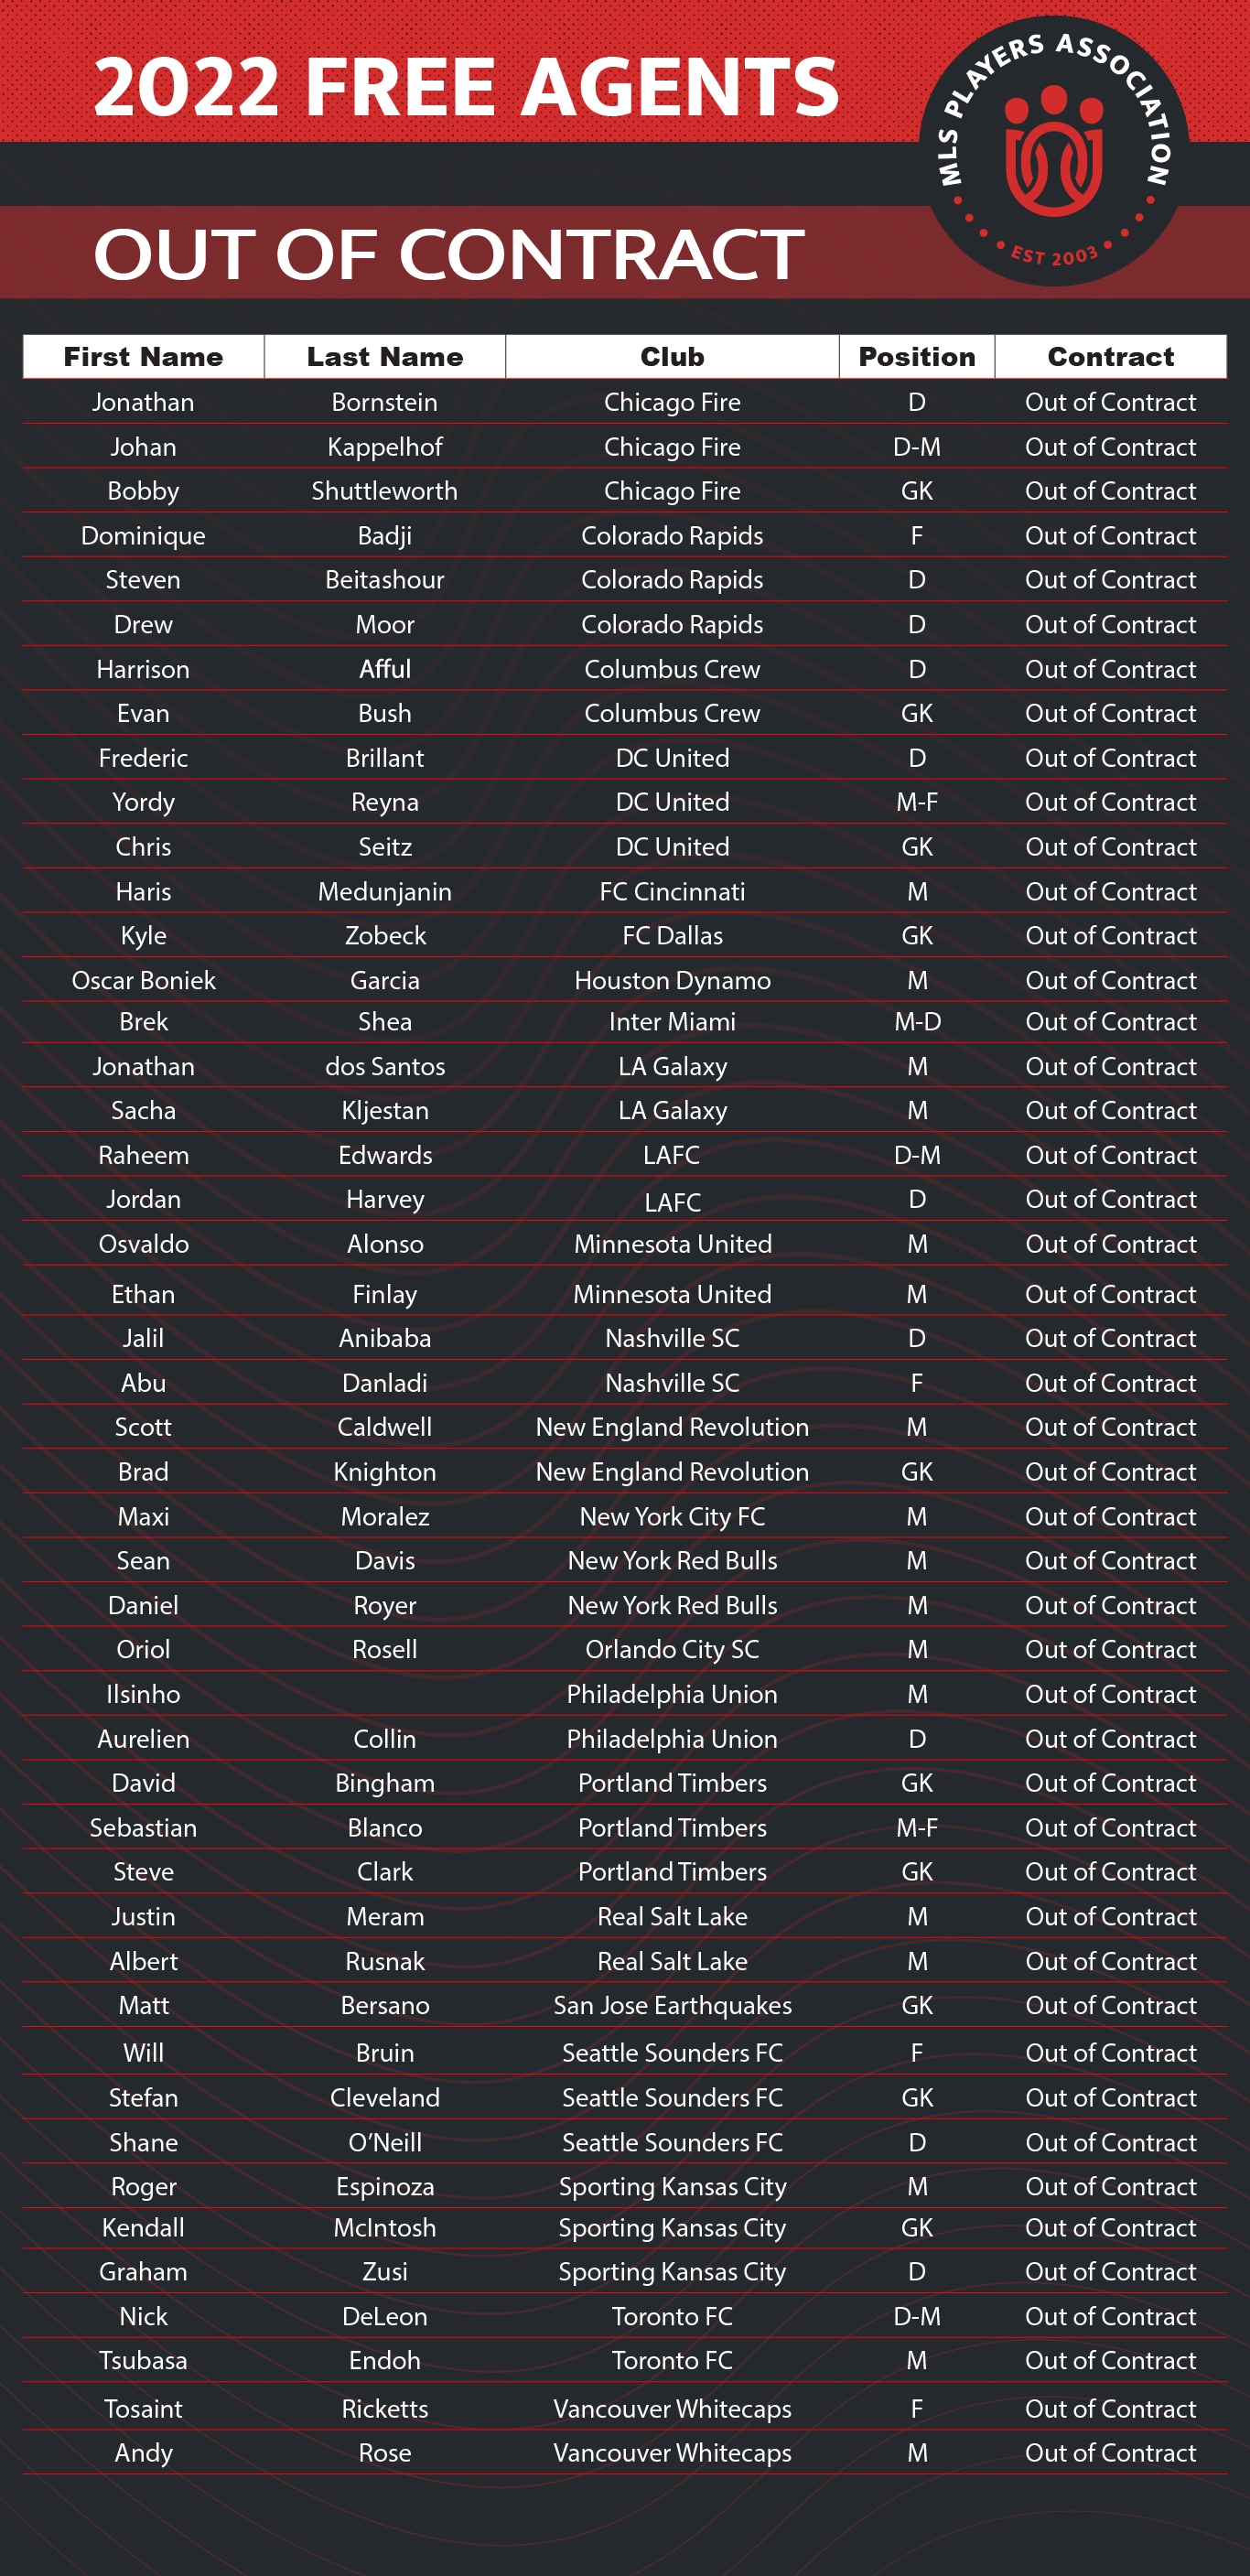 2022 FREE AGENTS
MLS PLAYERS ASSOCIATION
EST 2003
OUT OF CONTRACT
First Name Last Name Club Position Contract
Jonathan Bornstein Chicago Fire D Out of Contract
Johan Kappelhof Chicago Fire D-M Out of Contract
Bobby Shuttleworth Chicago Fire GK Out of Contract
Dominique Badji Colorado Rapids F Out of Contract
Steven Beitashour Colorado Rapids D Out of Contract
Drew Moor Colorado Rapids D Out of Contract
Harrison Afful Columbus Crew D Out of Contract
Evan Bush Columbus Crew GK Out of Contract
Frederic Brillant DC United D Out of Contract
Yordy Reyna DC United M-F Out of Contract
Chris Seitz DC United GK Out of Contract
Haris Medunjanin FC Cincinnati M Out of Contract
Kyle Zobeck FC Dallas GK Out of Contract
Oscar Boniek Garcia Houston Dynamo M Out of Contract
Brek Shea Inter Miami M-D Out of Contract
Jonathan dos Santos LA Galaxy M Out of Contract
Sacha Kljestan LA Galaxy M Out of Contract
Raheem Edwards LAFC D-M Out of Contract
Jordan Harvey LAFC D Out of Contract
Osvaldo Alonso Minnesota United M Out of Contract
Ethan Finlay Minnesota United M Out of Contract
Jalil Anibaba Nashville SC D Out of Contract
Abu Danladi Nashville SC F Out of Contract
Scott Caldwell New England Revolution M Out of Contract
Brad Knighton New England Revolution GK Out of Contract
Maxi Moralez New York City FC M Out of Contract
Sean Davis New York Red Bulls M Out of Contract
Daniel Royer New York Red Bulls M Out of Contract
Oriol Rosell Orlando City SC M Out of Contract
Ilsinho Philadelphia Union M Out of Contract
Aurelien Collin Philadelphia Union D Out of Contract
David Bingham Portland Timbers GK Out of Contract
Sebastian Blanco Portland Timbers M-F Out of Contract
Steve Clark Portland Timbers GK Out of Contract
Justin Meram Real Salt Lake M Out of Contract
Albert Rusnak Real Salt Lake M Out of Contract
Matt Bersano San Jose Earthquakes GK Out of Contract
Will Bruin Seattle Sounders FC F Out of Contract
Stefan Cleveland Seattle Sounders FC GK Out of Contract
Shane O’Neill Seattle Sounders FC D Out of Contract
Roger Espinoza Sporting Kansas City M Out of Contract
Kendall McIntosh Sporting Kansas City GK Out of Contract
Graham Zusi Sporting Kansas City D Out of Contract
Nick DeLeon Toronto FC D-M Out of Contract
Tsubasa Endoh Toronto FC M Out of Contract
Tosaint Ricketts Vancouver Whitecaps F Out of Contract
Andy Rose Vancouver Whitecaps M Out of Contract